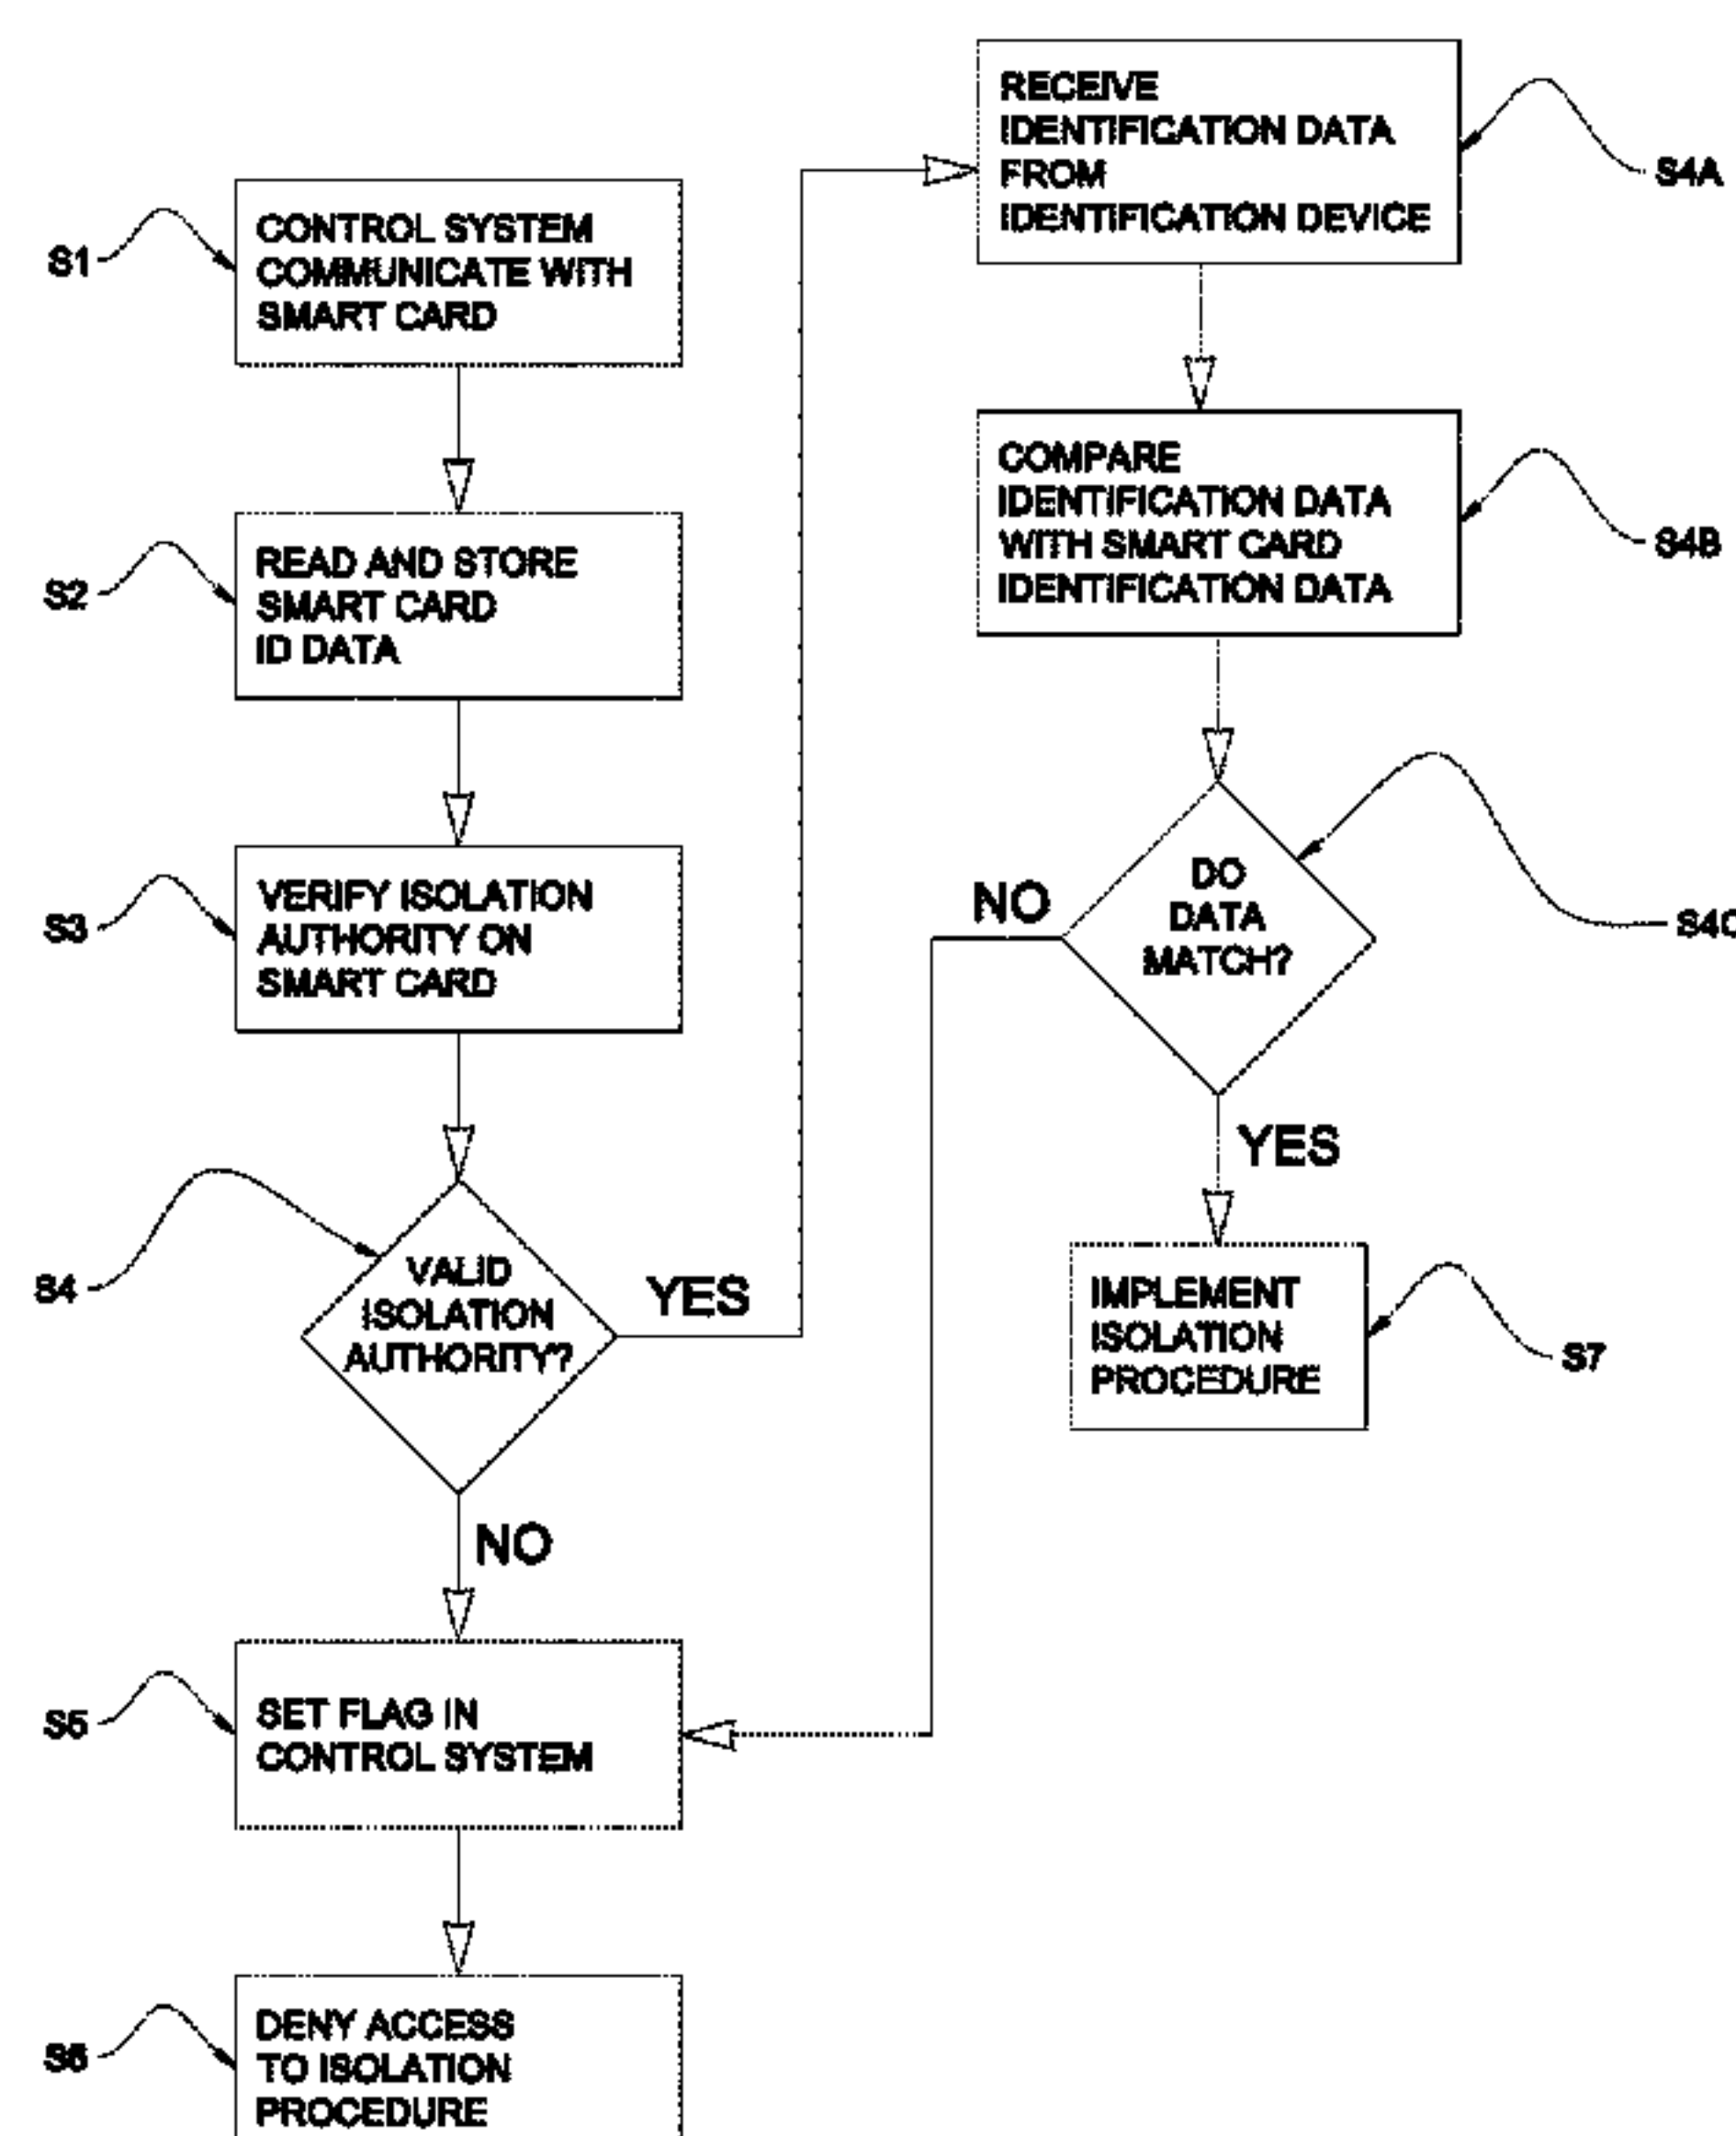 S1
CONTROL SYSTEM
COMMUNICATE WITH
SMART CARD
S2
READ AND STORE
SMART CARD
ID DATA
S3
VERIFY ISOLATION
AUTHORITY ON
SMART CARD
S4
VALID
ISOLATION
AUTHORITY?
YES
NO
S5
SET FLAG IN
CONTROL SYSTEM
S6
DENY ACCESS
TO ISOLATION
PROCEDURE
RECEIVE
IDENTIFICATION DATA
FROM
IDENTIFICATION DEVICE
S4A
COMPARE
IDENTIFICATION DATA
WITH SMART CARD
IDENTIFICATION DATA
S4B
DO
DATA
MATCH?
S4C
NO
YES
IMPLEMENT
ISOLATION
PROCEDURE
S7